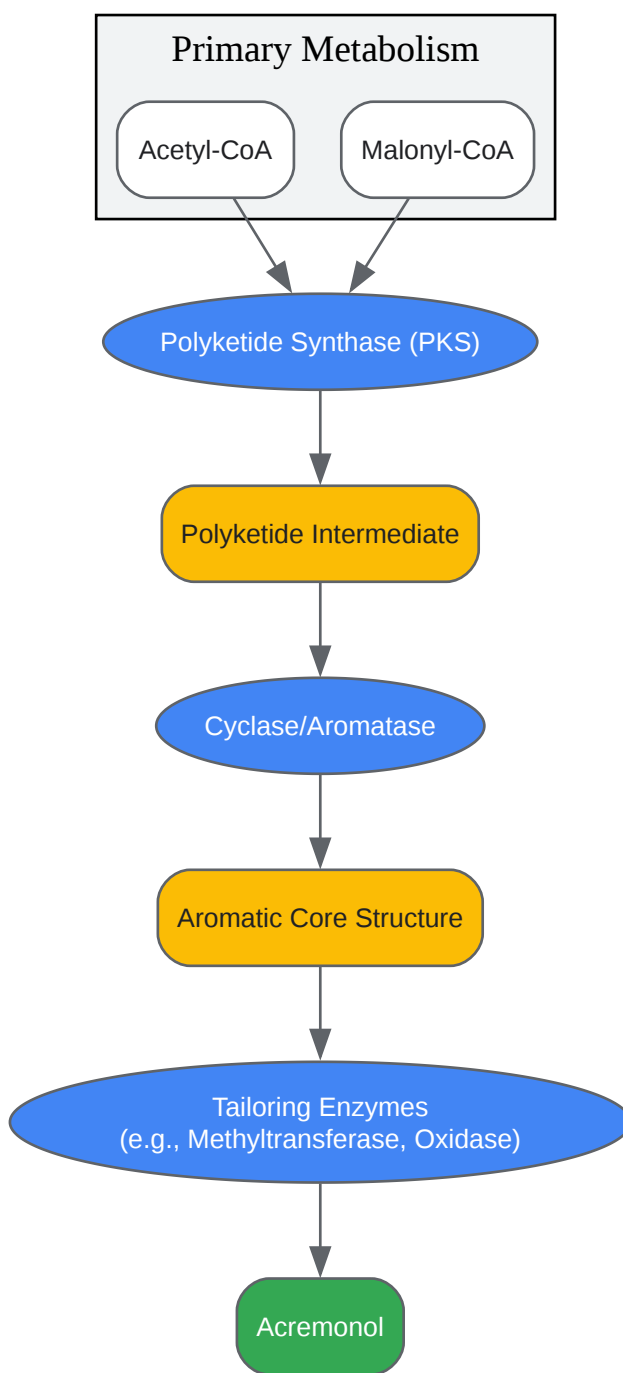 Primary Metabolism
Acetyl-CoA
Malonyl-CoA
Polyketide Synthase (PKS)
Polyketide Intermediate
Cyclase/Aromatase
Aromatic Core Structure
Tailoring Enzymes
(e.g., Methyltransferase, Oxidase)
Acremonol